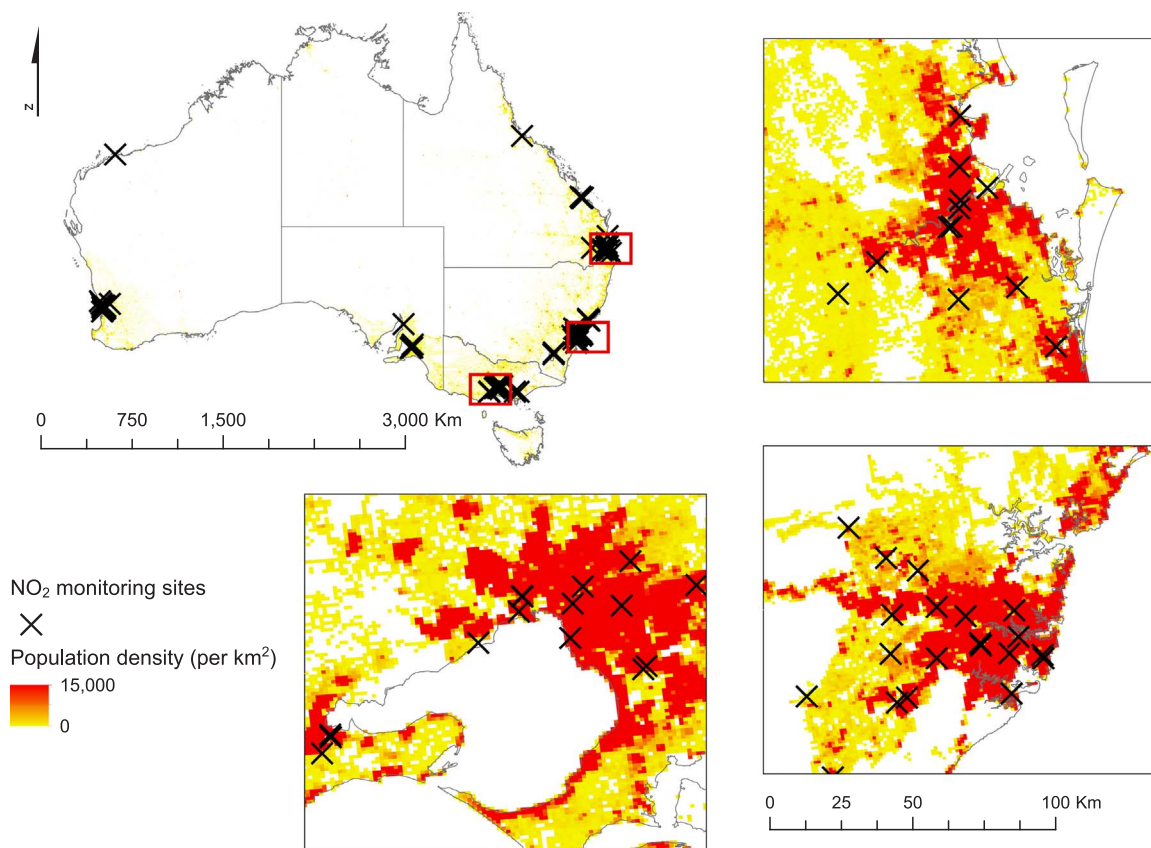 z
0 750 1,500 3,000 Km
NO₂ monitoring sites
Population density (per km²)
15,000
0
0 25 50 100 Km